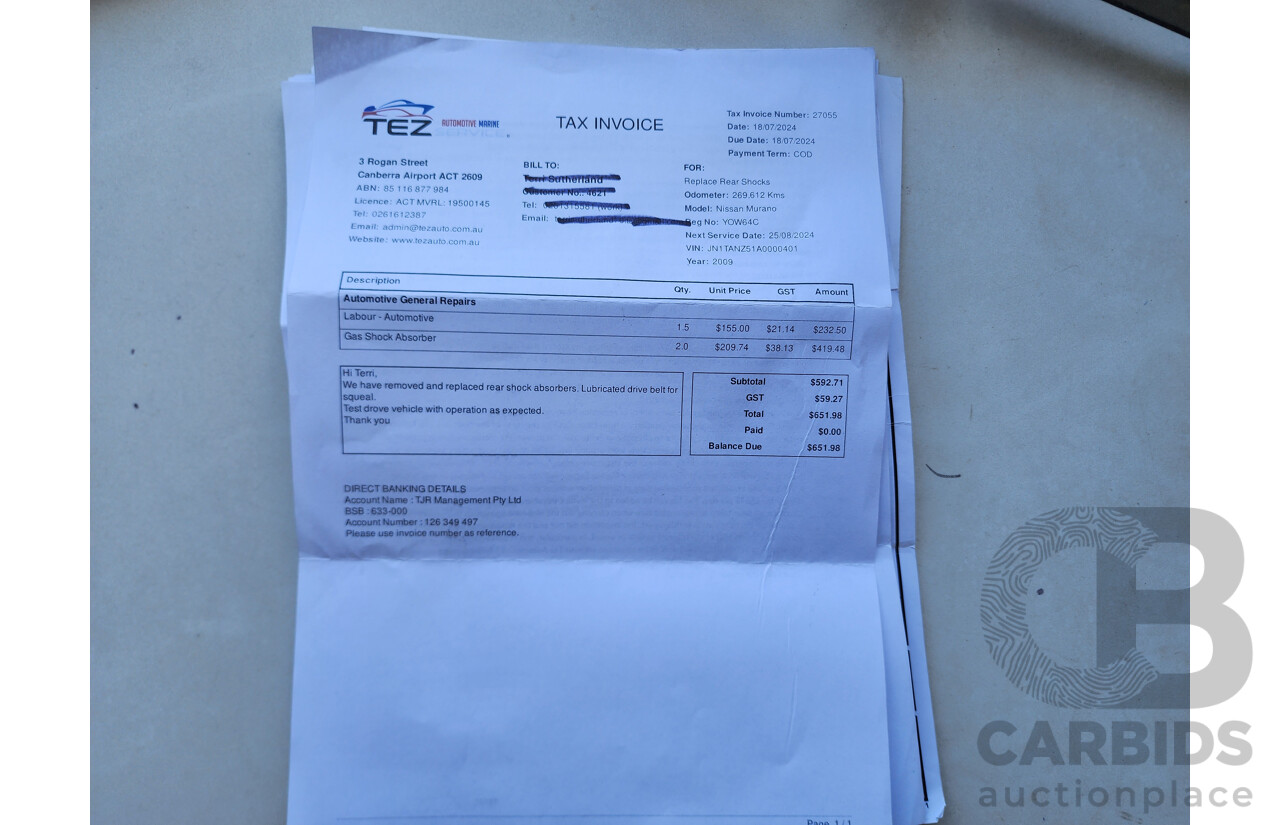 TEZ AUTOMOTIVE MARINE
SERVICE
TAX INVOICE
Tax Invoice Number: 27055
Date: 18/07/2024
Due Date: 18/07/2024
Payment Term: COD
3 Rogan Street
Canberra Airport ACT 2609
ABN: 85 116 877 984
Licence: ACT MVRL: 19500145
Tel: 0261612387
Email: admin@tezauto.com.au
Website: www.tezauto.com.au
BILL TO:
Tel:
Email:
FOR:
Replace Rear Shocks
Odometer: 269,612 Kms
Model: Nissan Murano
Reg No: YOW64C
Next Service Date: 25/08/2024
VIN: JN1TANZ51A0000401
Year: 2009
Description Qty. Unit Price GST Amount
Automotive General Repairs
Labour - Automotive 1.5 $155.00 $21.14 $232.50
Gas Shock Absorber 2.0 $209.74 $38.13 $419.48
Hi Terri,
We have removed and replaced rear shock absorbers. Lubricated drive belt for
squeal.
Test drove vehicle with operation as expected.
Thank you
Subtotal $592.71
GST $59.27
Total $651.98
Paid $0.00
Balance Due $651.98
DIRECT BANKING DETAILS
Account Name : TJR Management Pty Ltd
BSB : 633-000
Account Number : 126 349 497
Please use invoice number as reference.
Page 1 / 1
CB
CARBIDS
auctionplace